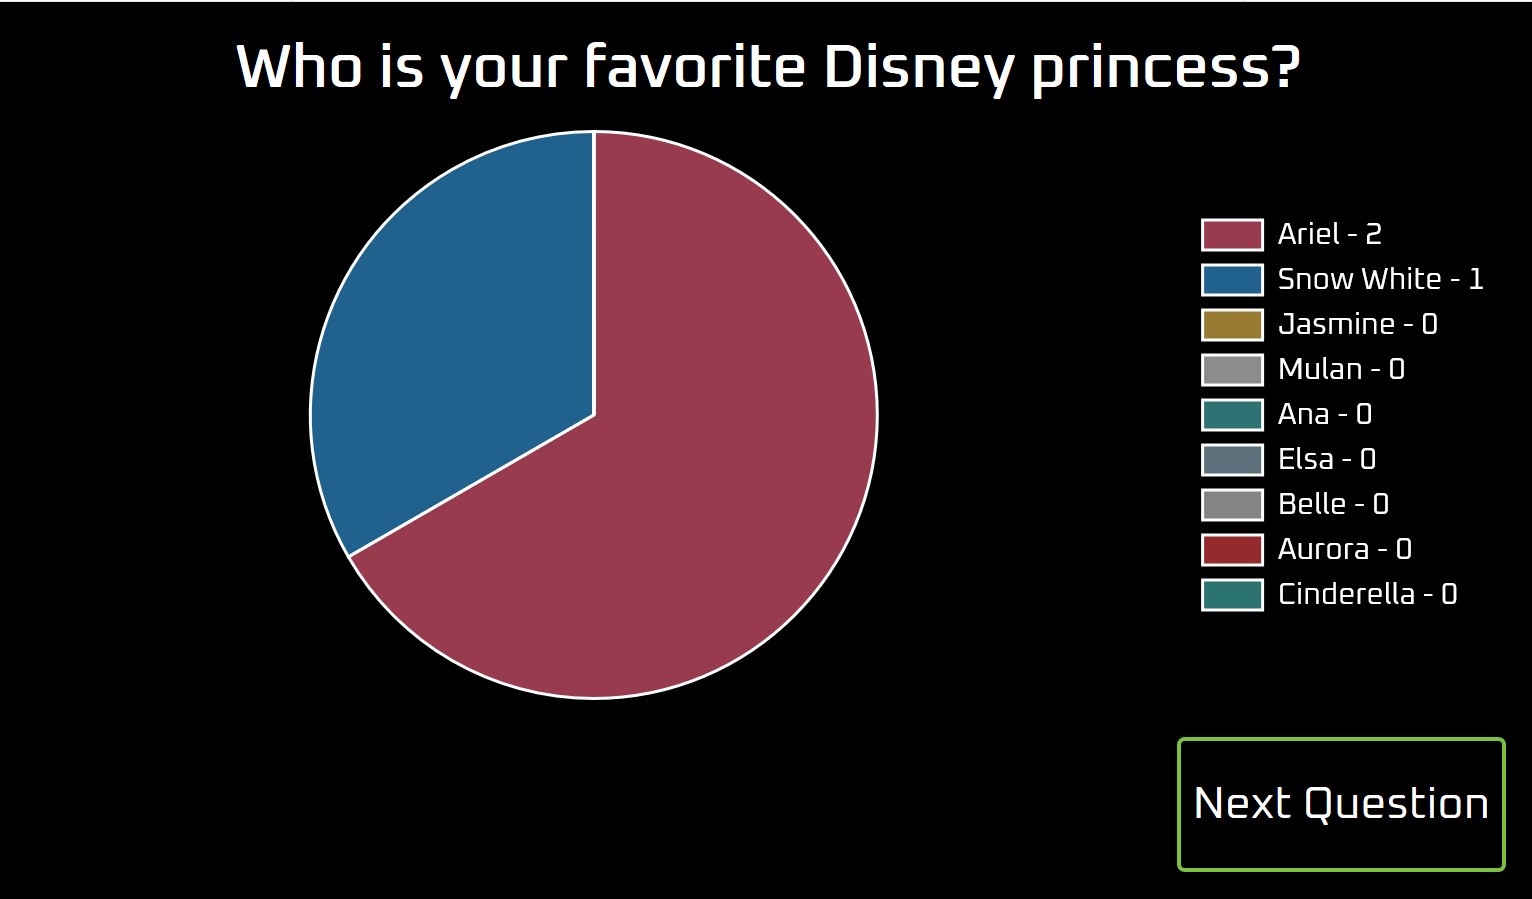 Who is your favorite Disney princess?
Ariel - 2
Snow White - 1
Jasmine - 0
Mulan - 0
Ana - 0
Elsa - 0
Belle - 0
Aurora - 0
Cinderella - 0
Next Question